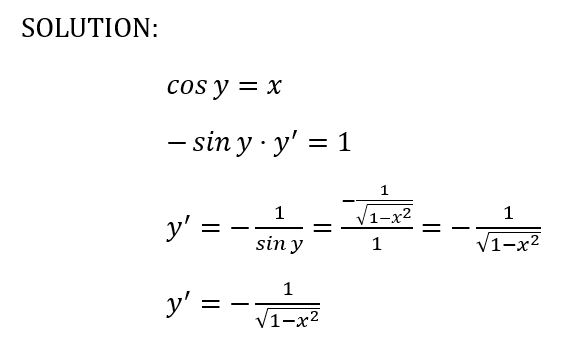 SOLUTION:
cos y = x
− sin y · y′ = 1
y′ = − 1/sin y = (− 1/√(1−x²))/1 = − 1/√(1−x²)
y′ = − 1/√(1−x²)